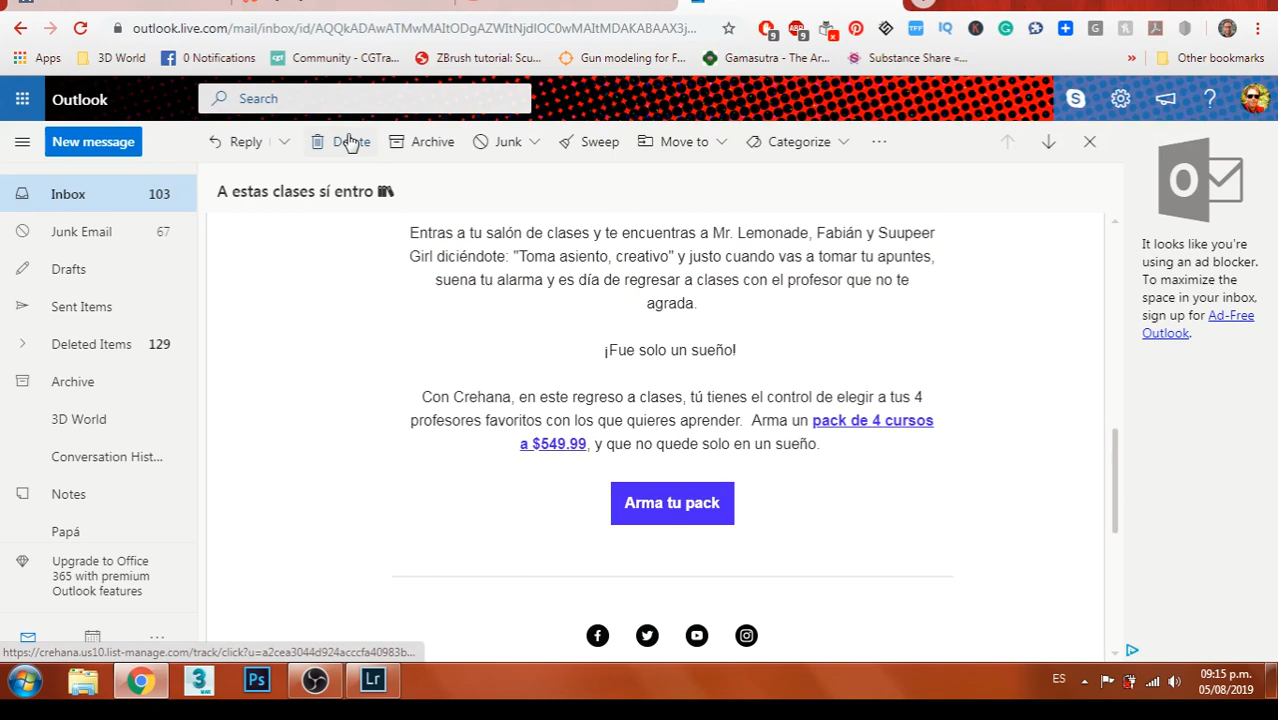 outlook.live.com/mail/inbox/id/AQQkADAwATMwMAItODgAZWItNjdlOC0wMAItMDAKABAAAX3j...
9
9
Apps
3D World
0 Notifications
Community - CGTra...
ZBrush tutorial: Scu...
Gun modeling for F...
Gamasutra - The Ar...
Substance Share «...
»
Other bookmarks
Outlook
Search
New message
Reply
Delete
Archive
Junk
Sweep
Move to
Categorize
...
Inbox 103
Junk Email 67
Drafts
Sent Items
Deleted Items 129
Archive
3D World
Conversation Hist...
Notes
Papá
Upgrade to Office
365 with premium
Outlook features
...
A estas clases sí entro
Entras a tu salón de clases y te encuentras a Mr. Lemonade, Fabián y Suupeer
Girl diciéndote: "Toma asiento, creativo" y justo cuando vas a tomar tu apuntes,
suena tu alarma y es día de regresar a clases con el profesor que no te
agrada.
¡Fue solo un sueño!
Con Crehana, en este regreso a clases, tú tienes el control de elegir a tus 4
profesores favoritos con los que quieres aprender. Arma un pack de 4 cursos
a $549.99, y que no quede solo en un sueño.
Arma tu pack
It looks like you're
using an ad blocker.
To maximize the
space in your inbox,
sign up for Ad-Free
Outlook.
https://crehana.us10.list-manage.com/track/click?u=a2cea3044d924acccfa40983b...
Ps
Lr
ES
09:15 p.m.
05/08/2019